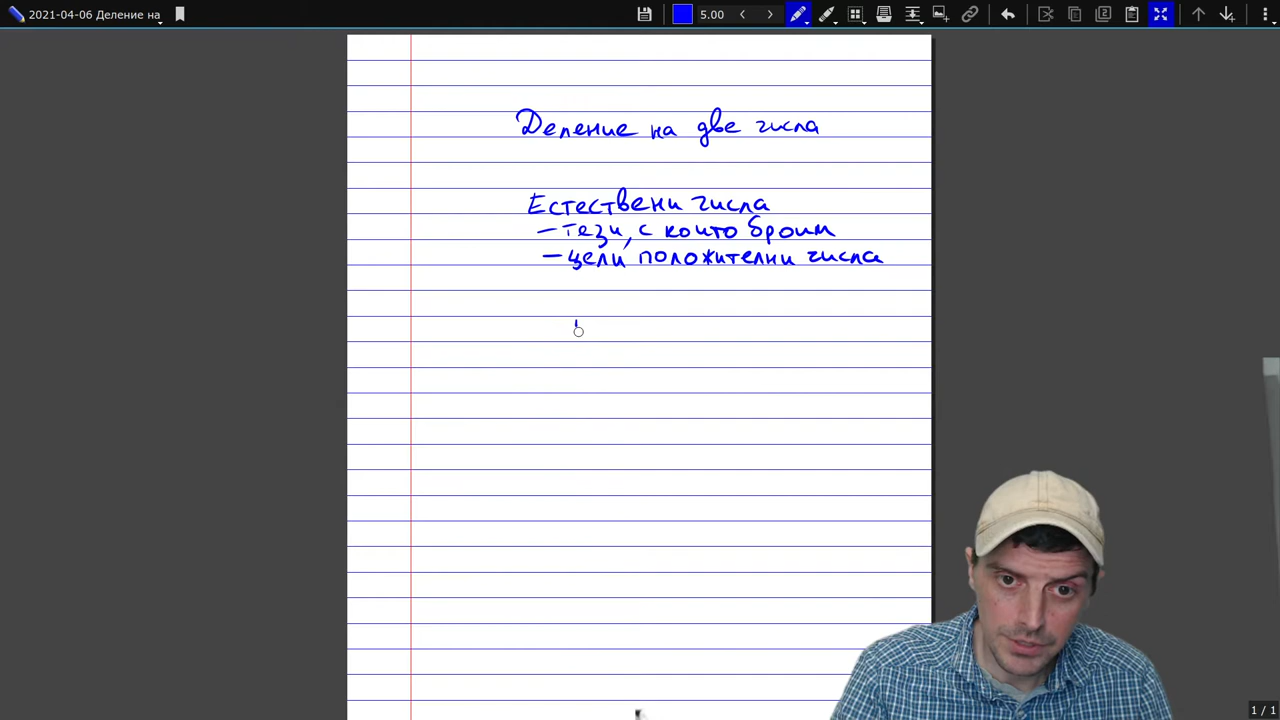 2021-04-06 Деление на
5.00
Деление на две числа
Естествени числа
— тези, с които броим
— цели положителни числа
1 / 1